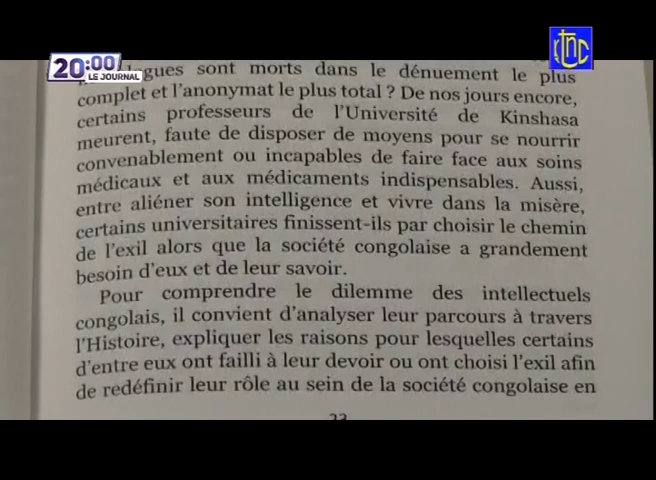 20:00
LE JOURNAL
rtnc
sont morts dans le dénuement le plus
complet et l'anonymat le plus total ? De nos jours encore,
certains professeurs de l'Université de Kinshasa
meurent, faute de disposer de moyens pour se nourrir
convenablement ou incapables de faire face aux soins
médicaux et aux médicaments indispensables. Aussi,
entre aliéner son intelligence et vivre dans la misère,
certains universitaires finissent-ils par choisir le chemin
de l'exil alors que la société congolaise a grandement
besoin d'eux et de leur savoir.
Pour comprendre le dilemme des intellectuels
congolais, il convient d'analyser leur parcours à travers
l'Histoire, expliquer les raisons pour lesquelles certains
d'entre eux ont failli à leur devoir ou ont choisi l'exil afin
de redéfinir leur rôle au sein de la société congolaise en